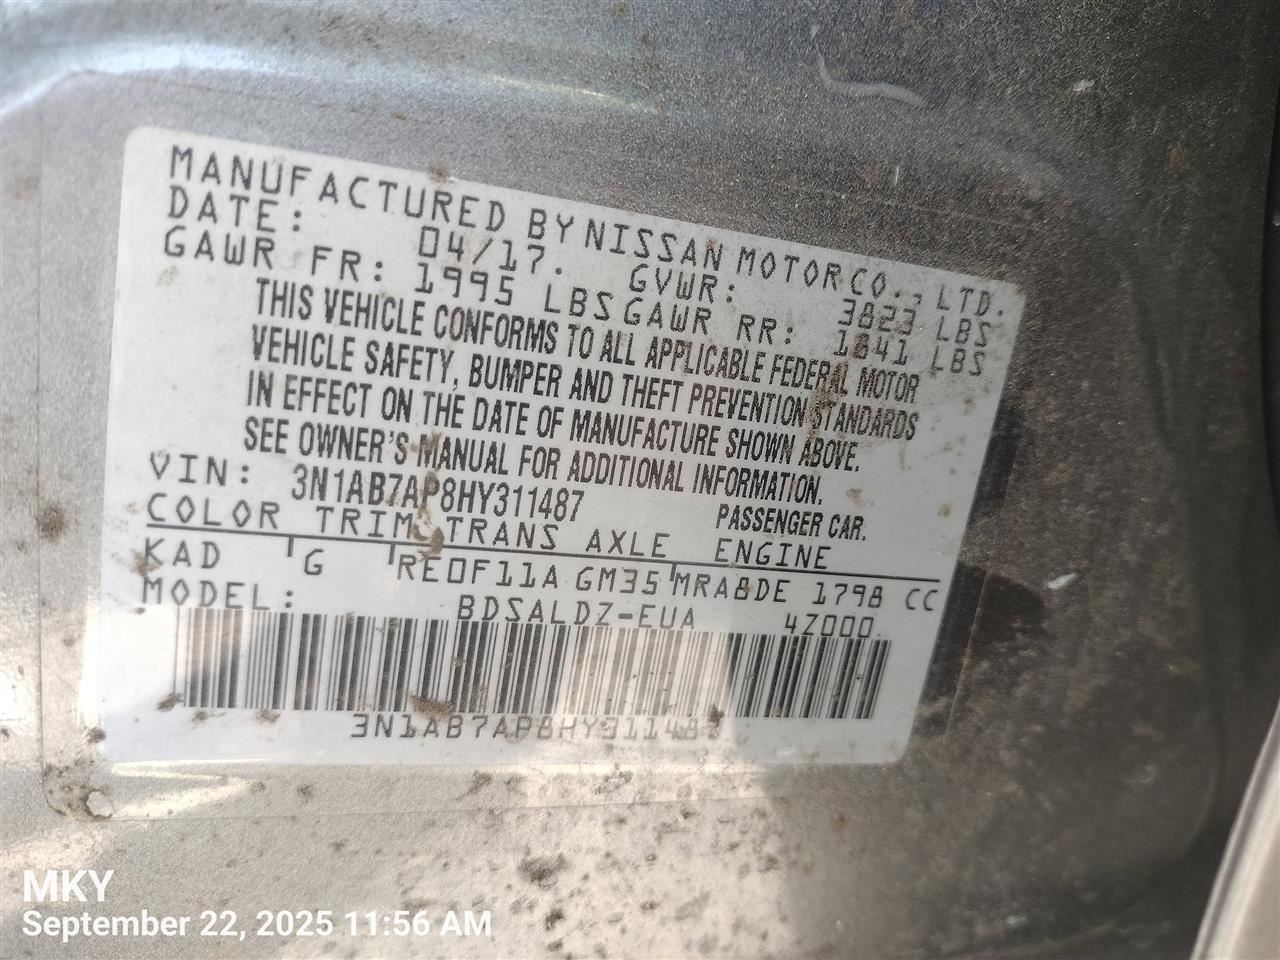 MANUFACTURED BY NISSAN MOTOR CO., LTD.
DATE: 04/17. GVWR: 3823 LBS
GAWR FR: 1995 LBS GAWR RR: 1841 LBS
THIS VEHICLE CONFORMS TO ALL APPLICABLE FEDERAL MOTOR
VEHICLE SAFETY, BUMPER AND THEFT PREVENTION STANDARDS
IN EFFECT ON THE DATE OF MANUFACTURE SHOWN ABOVE.
SEE OWNER'S MANUAL FOR ADDITIONAL INFORMATION.
VIN: 3N1AB7AP8HY311487 PASSENGER CAR.
COLOR TRIM TRANS AXLE ENGINE
KAD G RE0F11A GM35 MRA8DE 1798 CC
MODEL: BDSALDZ-EUA 4Z000.
3N1AB7AP8HY311487
MKY
September 22, 2025 11:56 AM